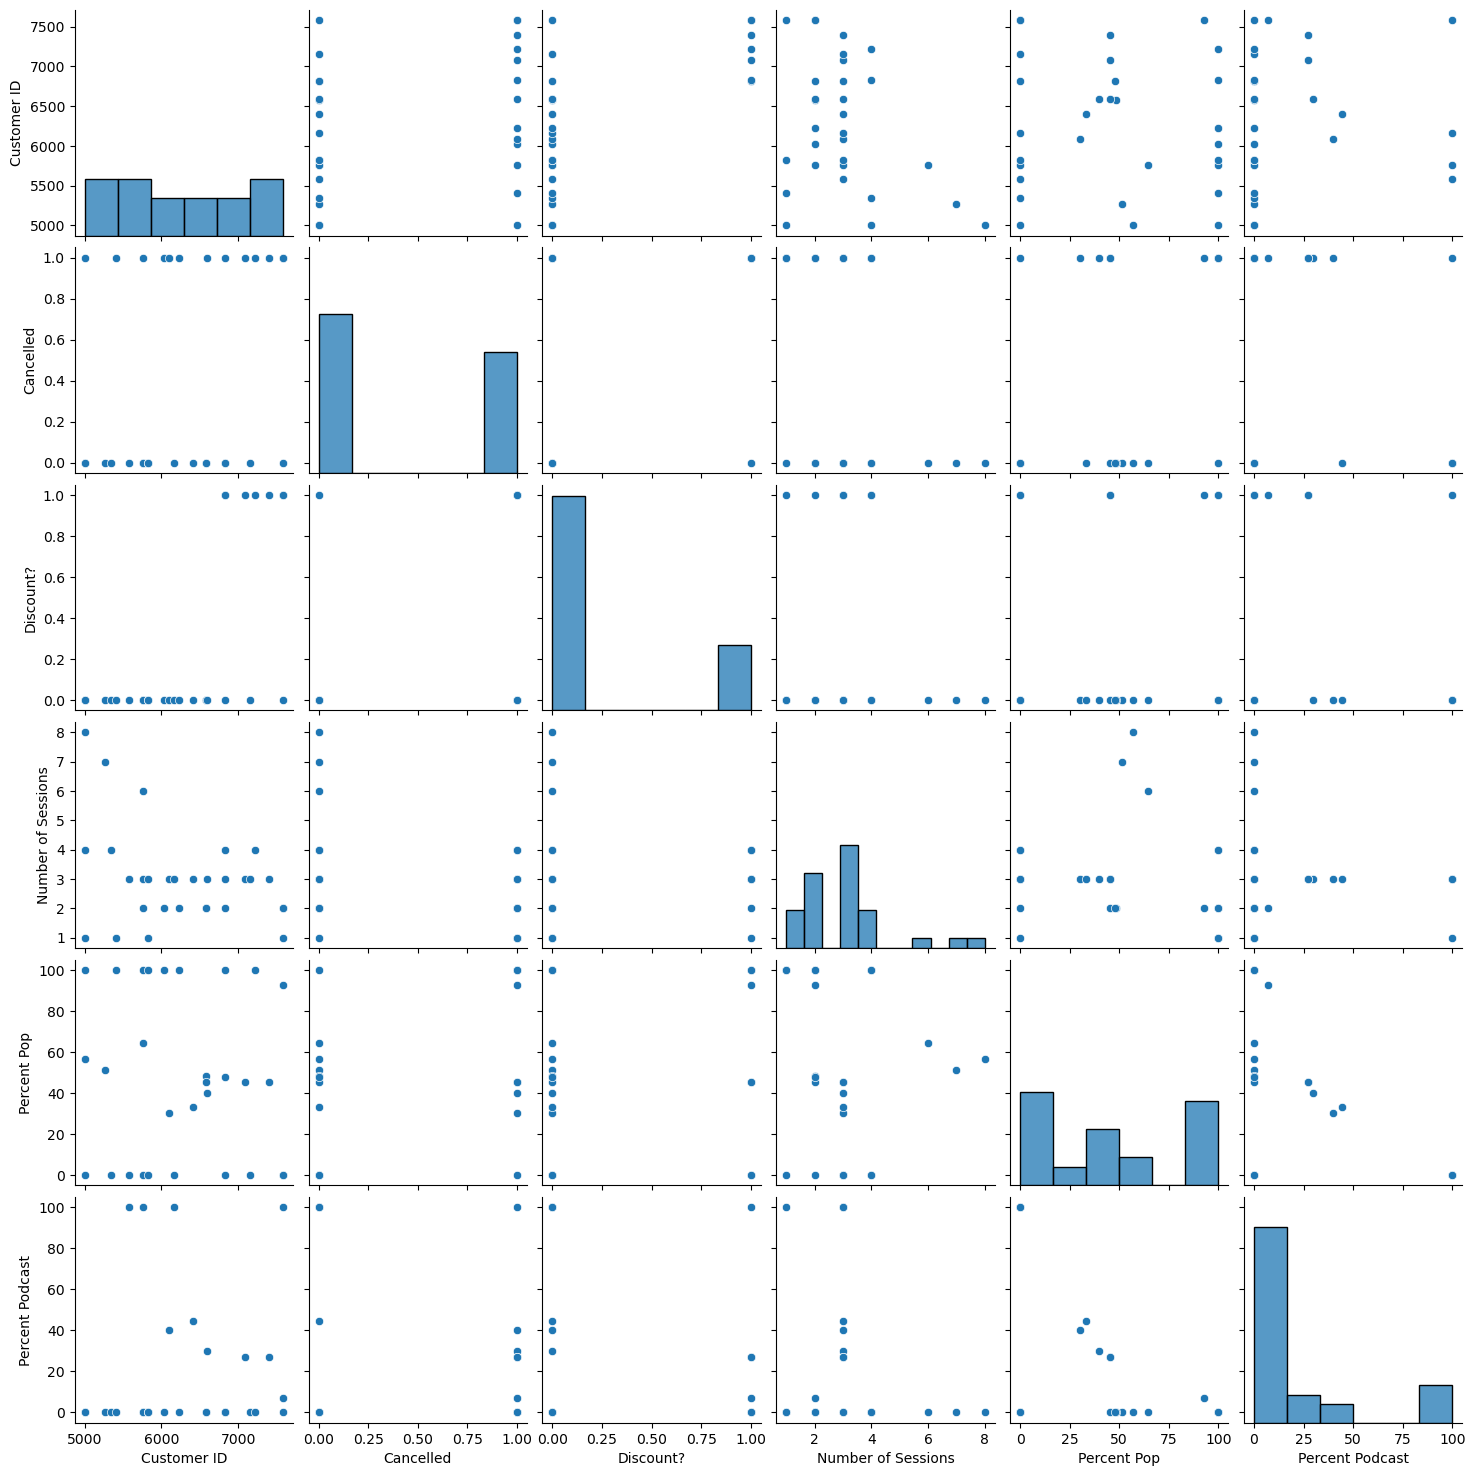 7500
7000
6500
6000
5500
5000
Customer ID
1.0
0.8
0.6
0.4
0.2
0.0
Cancelled
1.0
0.8
0.6
0.4
0.2
0.0
Discount?
8
7
6
5
4
3
2
1
Number of Sessions
100
80
60
40
20
0
Percent Pop
100
80
60
40
20
0
Percent Podcast
5000 7000
Customer ID
0.00 0.25 0.50 0.75 1.00
Cancelled
0.00 0.25 0.50 0.75 1.00
Discount?
2 4 6 8
Number of Sessions
0 25 50 75 100
Percent Pop
0 25 50 75 100
Percent Podcast